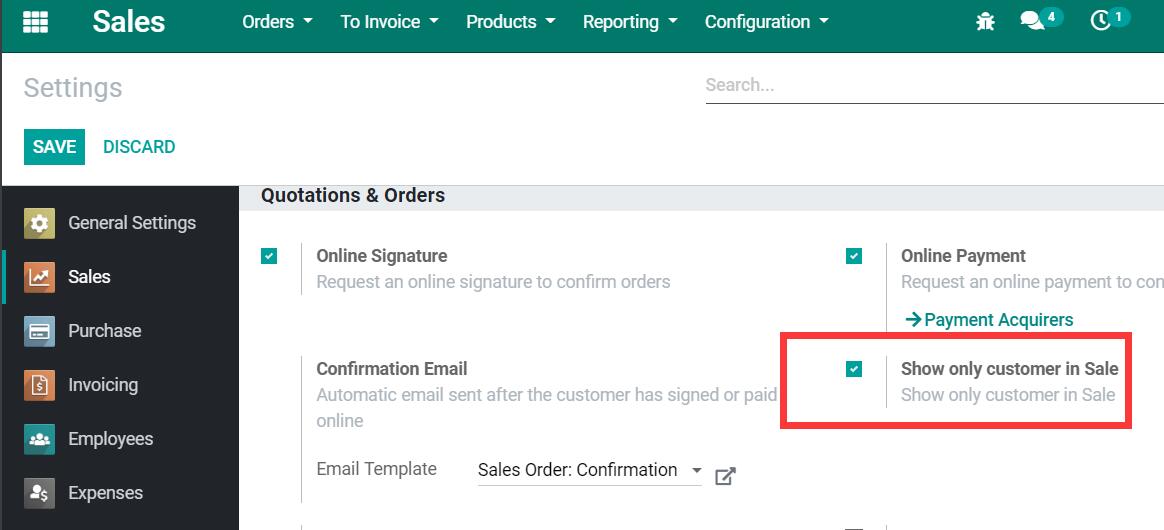 Sales
Orders
To Invoice
Products
Reporting
Configuration
4
1
Settings
Search...
SAVE
DISCARD
General Settings
Sales
Purchase
Invoicing
Employees
Expenses
Quotations & Orders
Online Signature
Request an online signature to confirm orders
Online Payment
Request an online payment to con
Payment Acquirers
Confirmation Email
Automatic email sent after the customer has signed or paid
online
Email Template
Sales Order: Confirmation
Show only customer in Sale
Show only customer in Sale